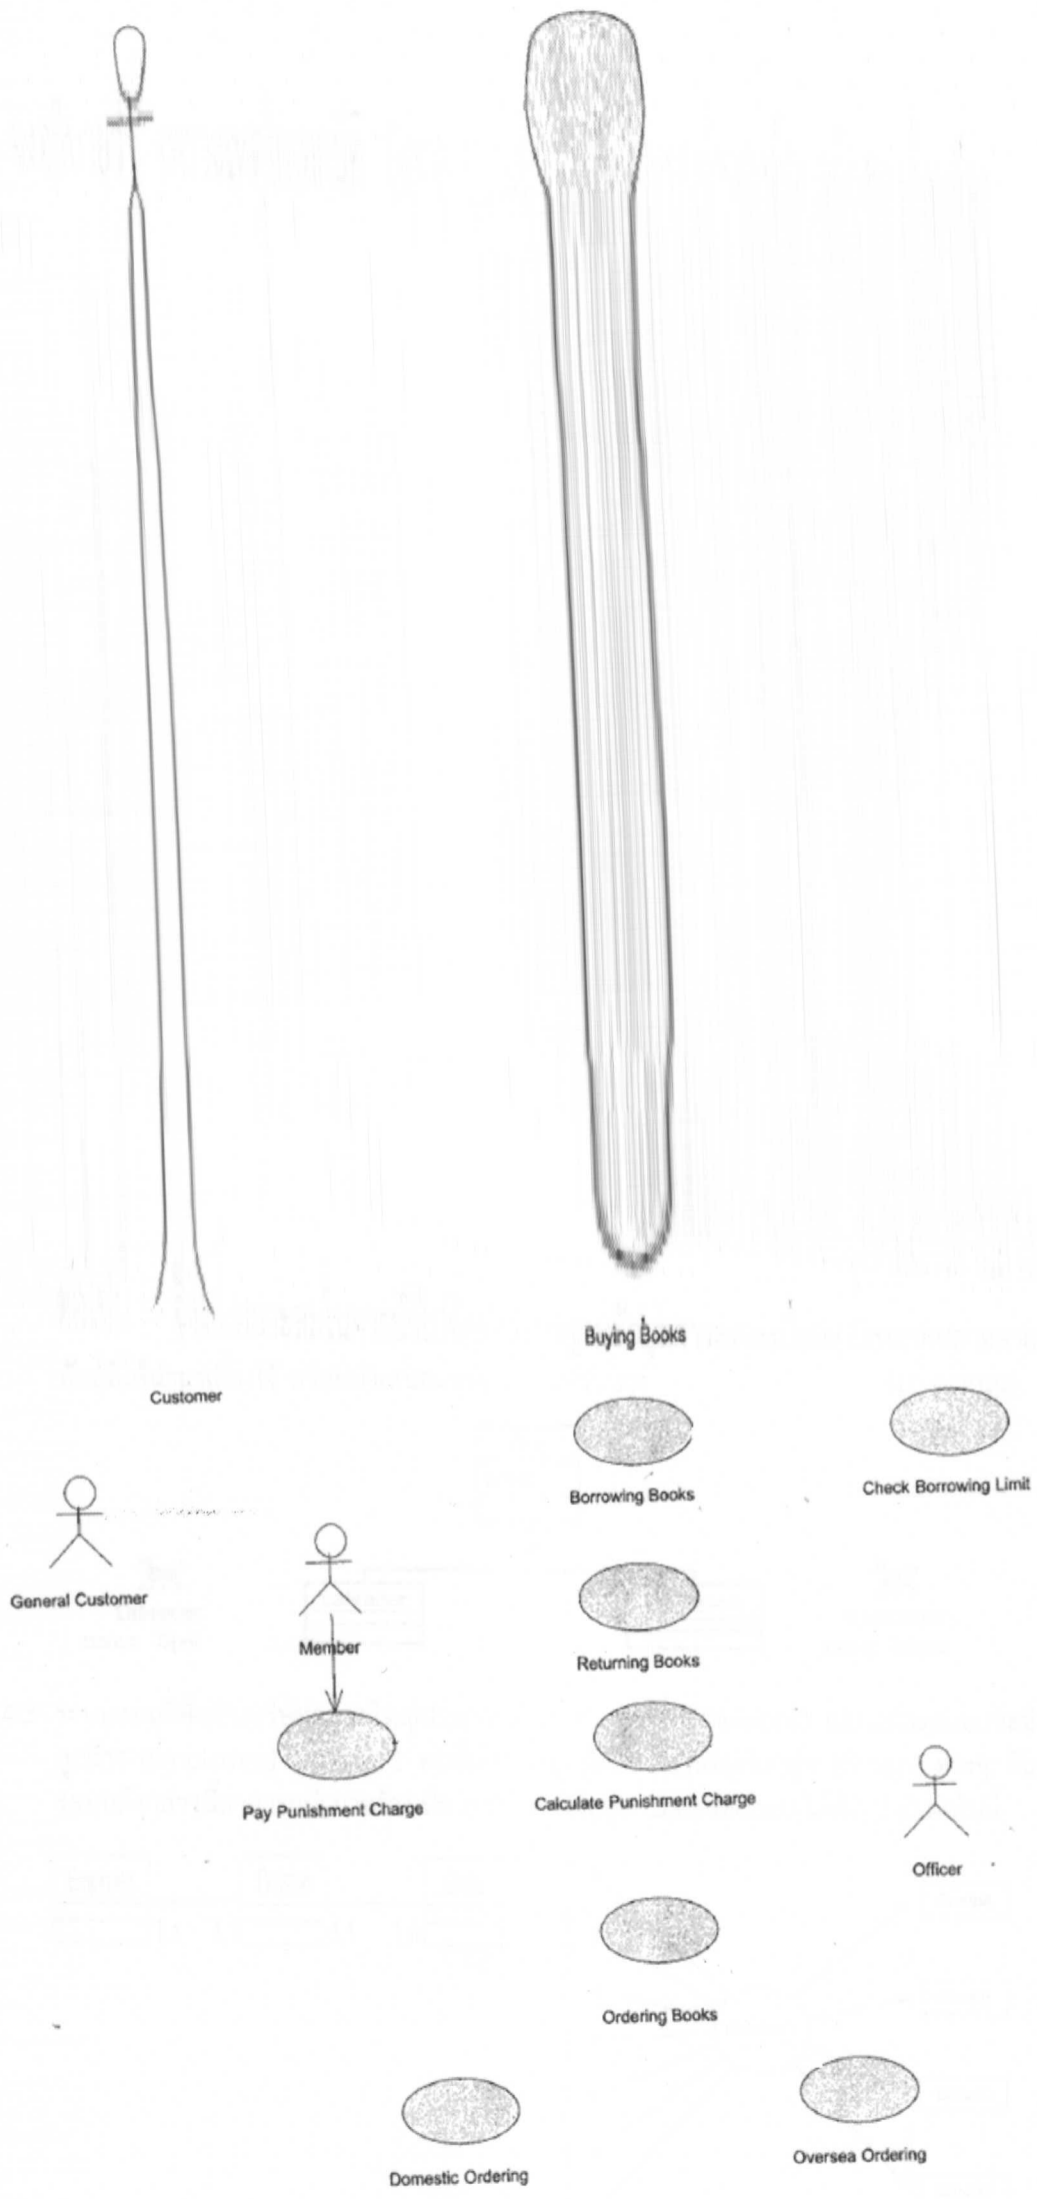 Buying Books
Customer
Borrowing Books
Check Borrowing Limit
General Customer
Member
Returning Books
Pay Punishment Charge
Calculate Punishment Charge
Officer
Ordering Books
Domestic Ordering
Oversea Ordering